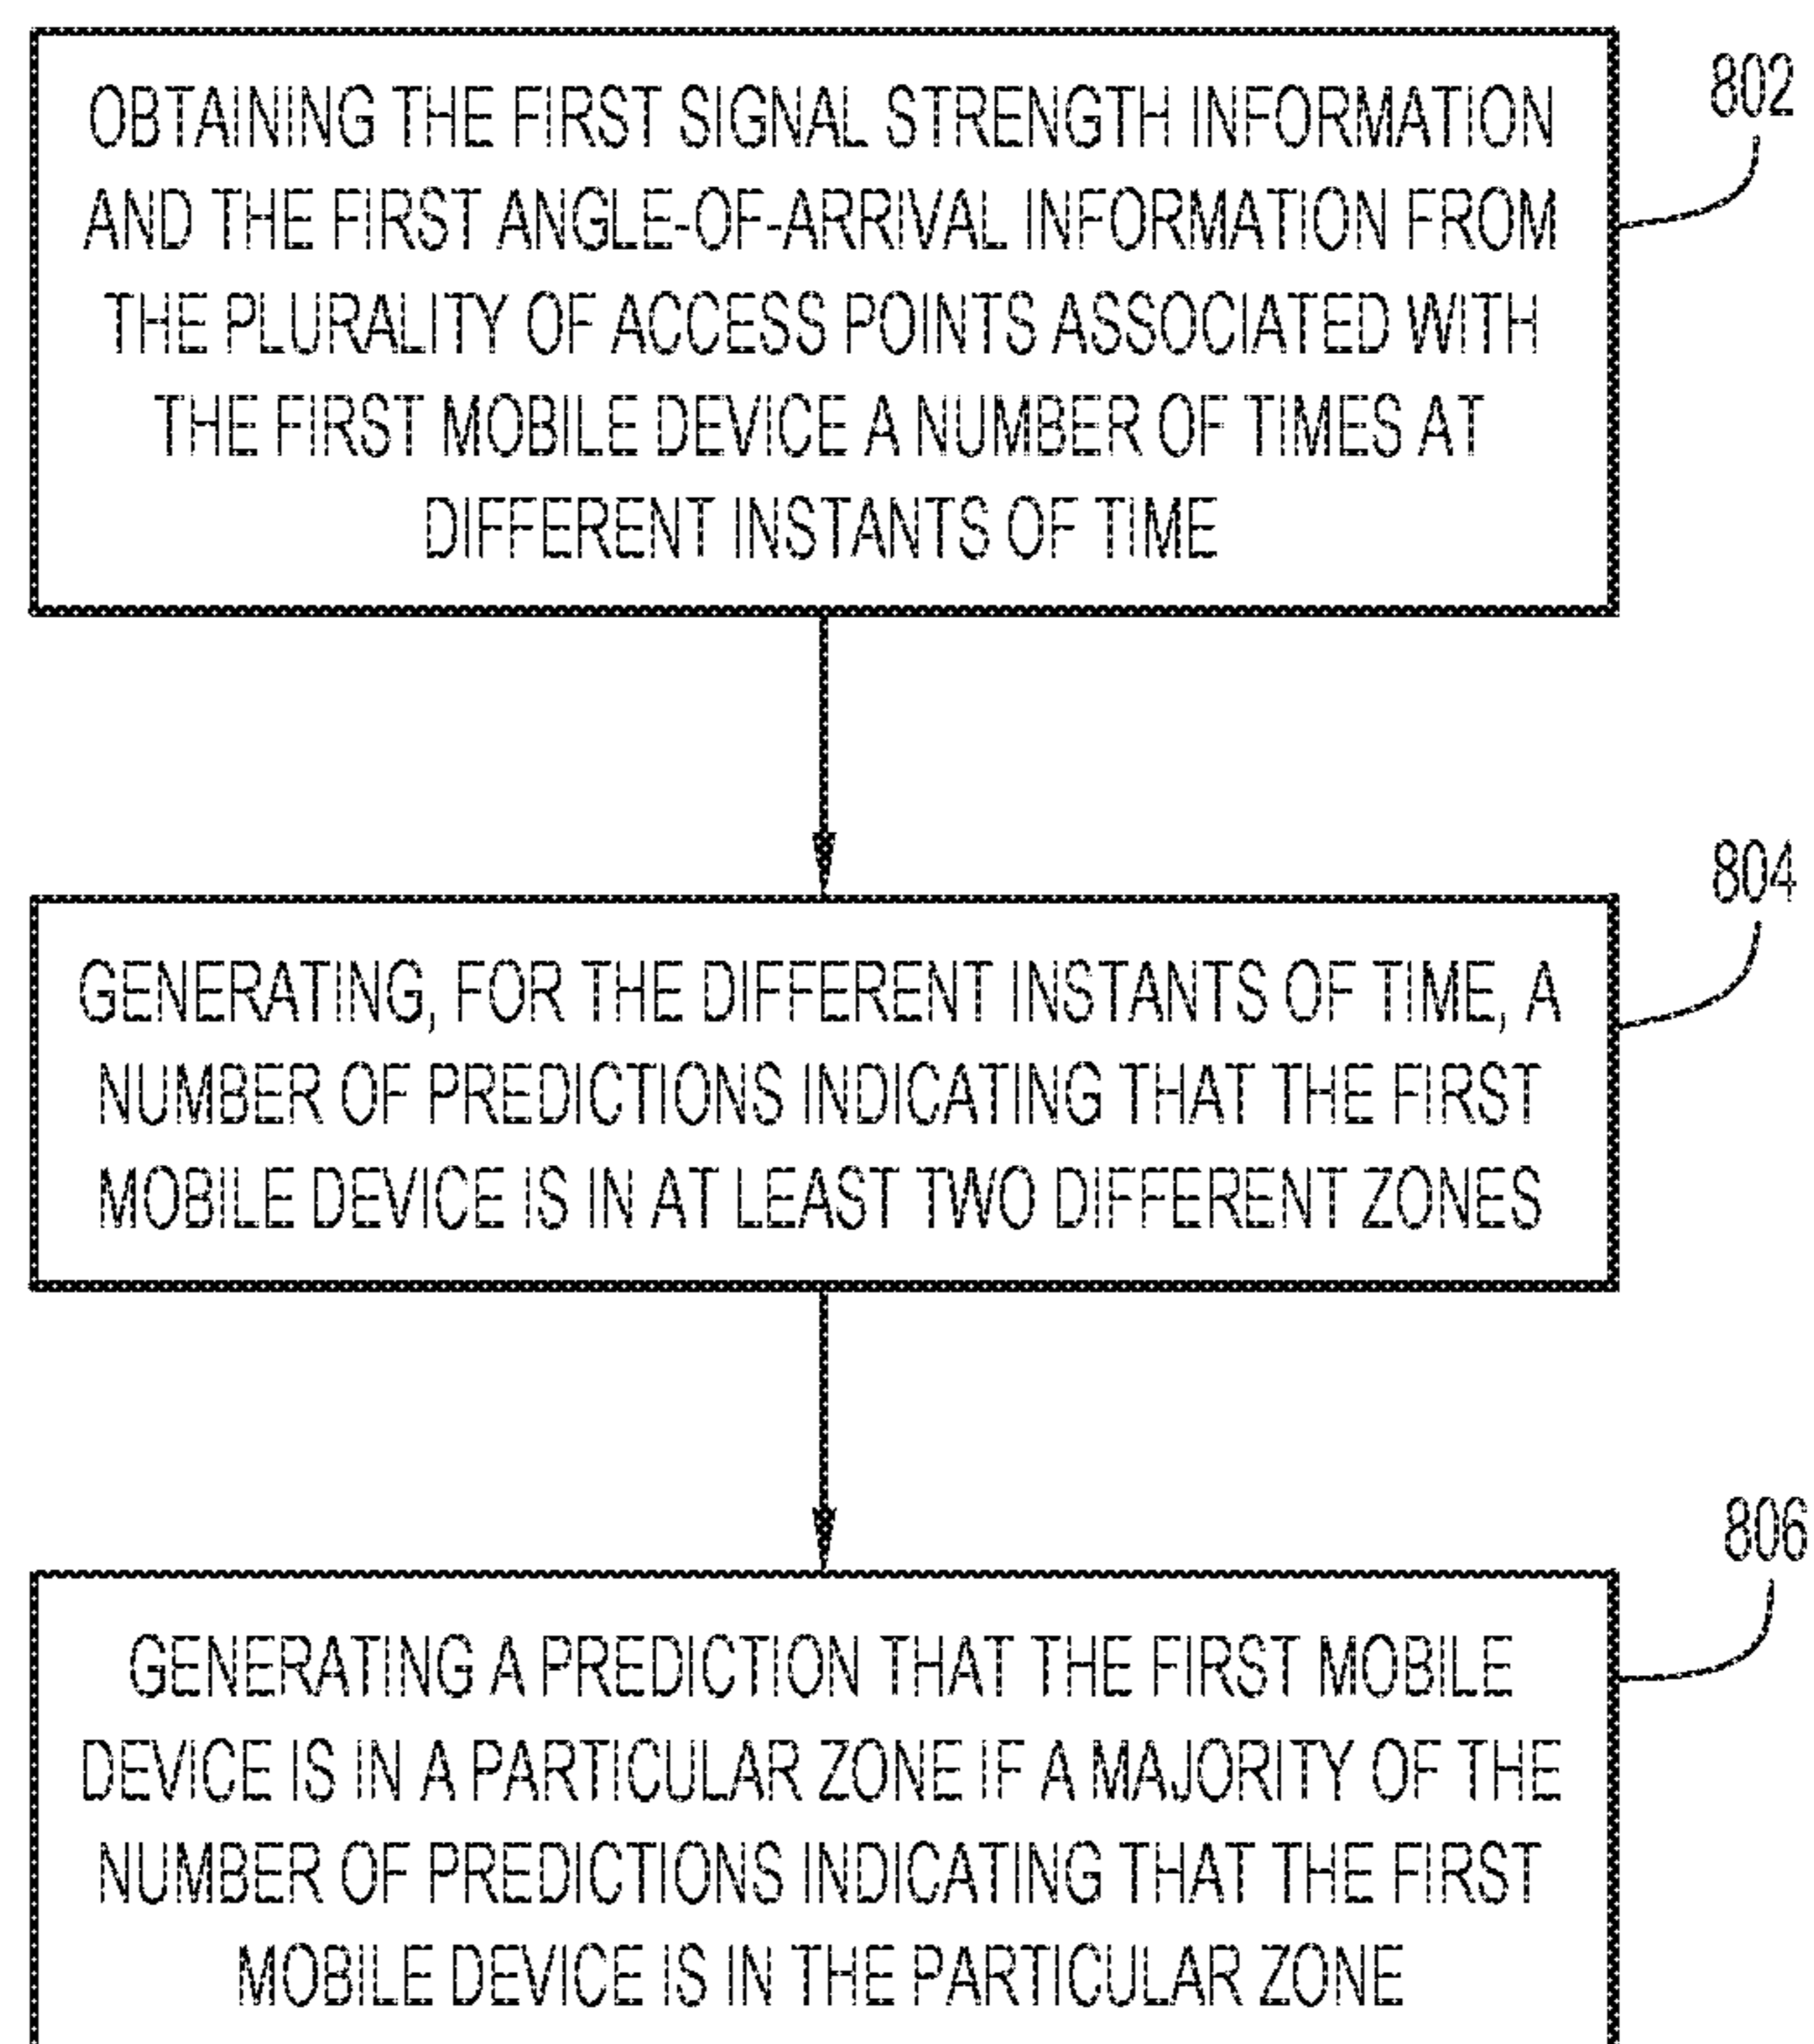 OBTAINING THE FIRST SIGNAL STRENGTH INFORMATION
AND THE FIRST ANGLE-OF-ARRIVAL INFORMATION FROM
THE PLURALITY OF ACCESS POINTS ASSOCIATED WITH
THE FIRST MOBILE DEVICE A NUMBER OF TIMES AT
DIFFERENT INSTANTS OF TIME
802
GENERATING, FOR THE DIFFERENT INSTANTS OF TIME, A
NUMBER OF PREDICTIONS INDICATING THAT THE FIRST
MOBILE DEVICE IS IN AT LEAST TWO DIFFERENT ZONES
804
GENERATING A PREDICTION THAT THE FIRST MOBILE
DEVICE IS IN A PARTICULAR ZONE IF A MAJORITY OF THE
NUMBER OF PREDICTIONS INDICATING THAT THE FIRST
MOBILE DEVICE IS IN THE PARTICULAR ZONE
806